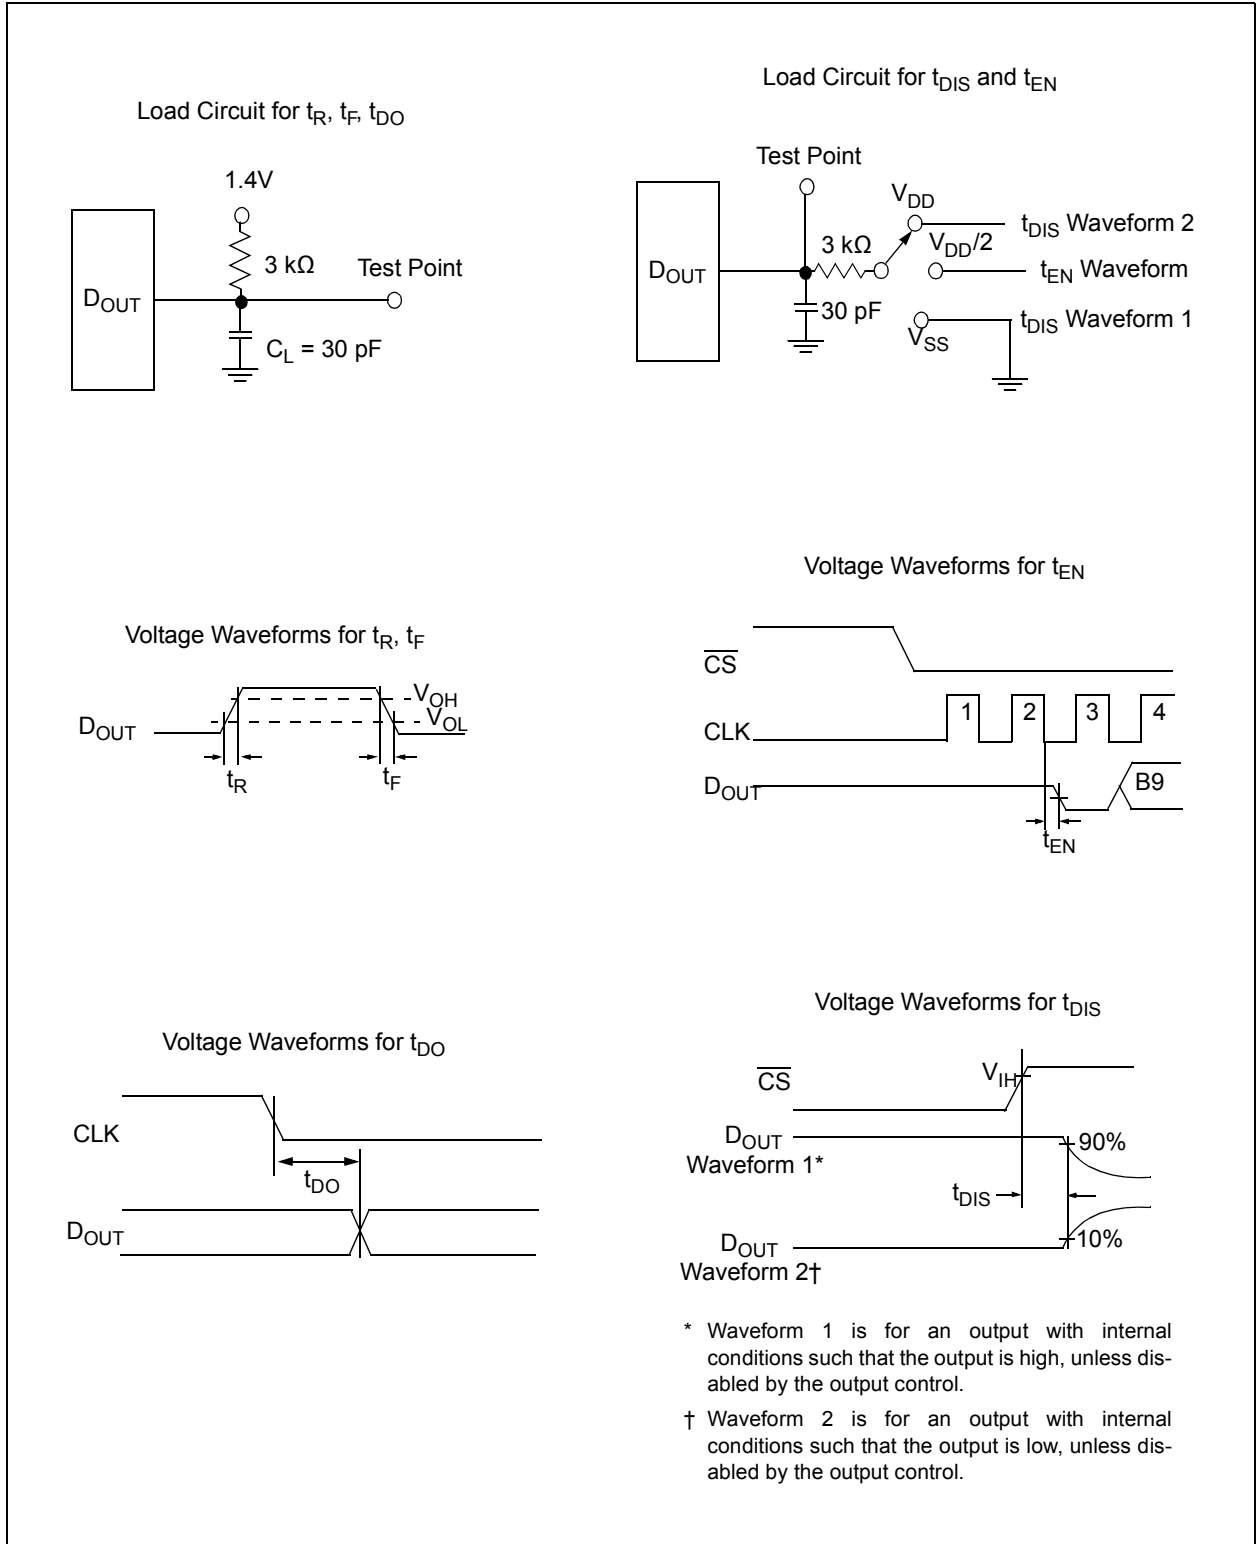 Load Circuit for tR, tF, tDO
1.4V
3 kΩ
Test Point
DOUT
CL = 30 pF
Load Circuit for tDIS and tEN
Test Point
VDD
tDIS Waveform 2
3 kΩ
VDD/2
DOUT
tEN Waveform
30 pF
tDIS Waveform 1
VSS
Voltage Waveforms for tR, tF
VOH
VOL
DOUT
tR
tF
Voltage Waveforms for tEN
CS
1 2 3 4
CLK
DOUT
B9
tEN
Voltage Waveforms for tDO
CLK
tDO
DOUT
Voltage Waveforms for tDIS
VIH
CS
DOUT
90%
Waveform 1*
tDIS
DOUT
10%
Waveform 2†
* Waveform 1 is for an output with internal
conditions such that the output is high, unless dis-
abled by the output control.
† Waveform 2 is for an output with internal
conditions such that the output is low, unless dis-
abled by the output control.